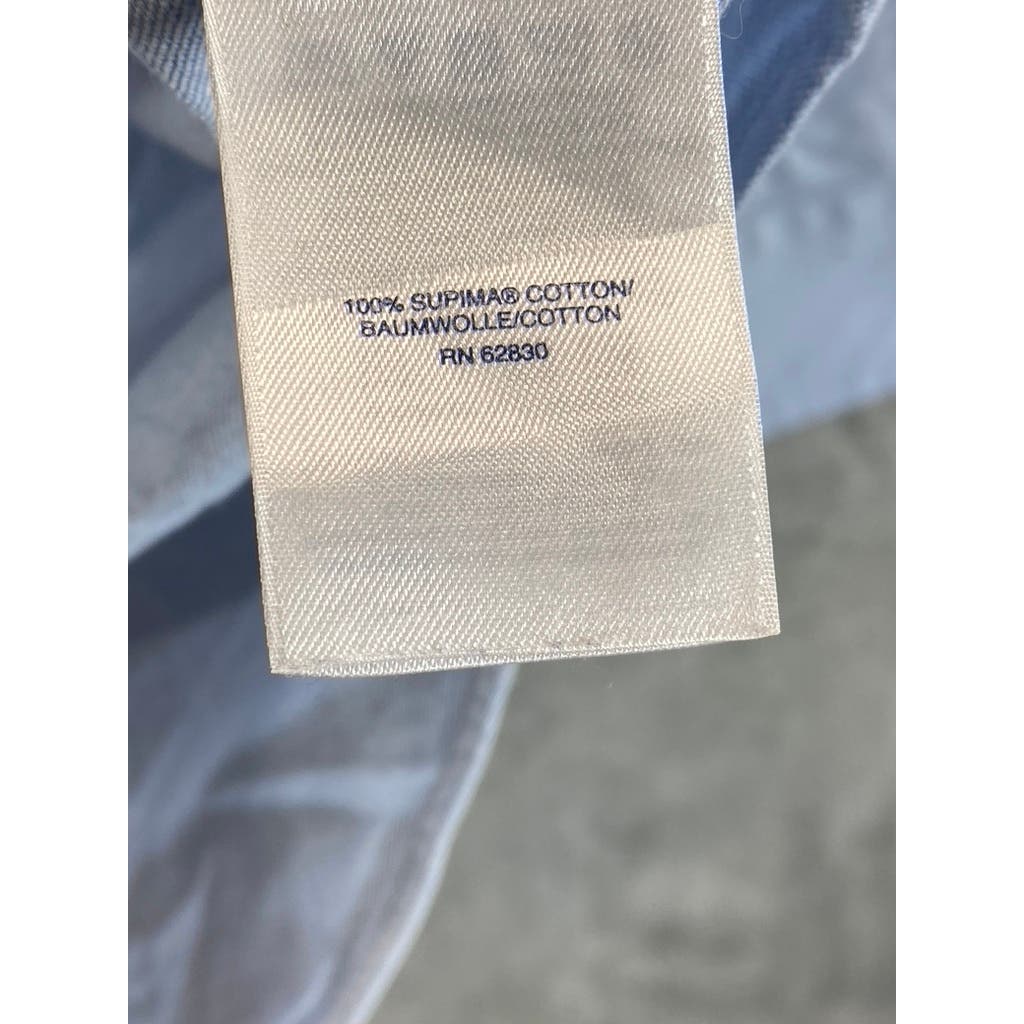 100% SUPIMA® COTTON/
BAUMWOLLE/COTTON
RN 62830